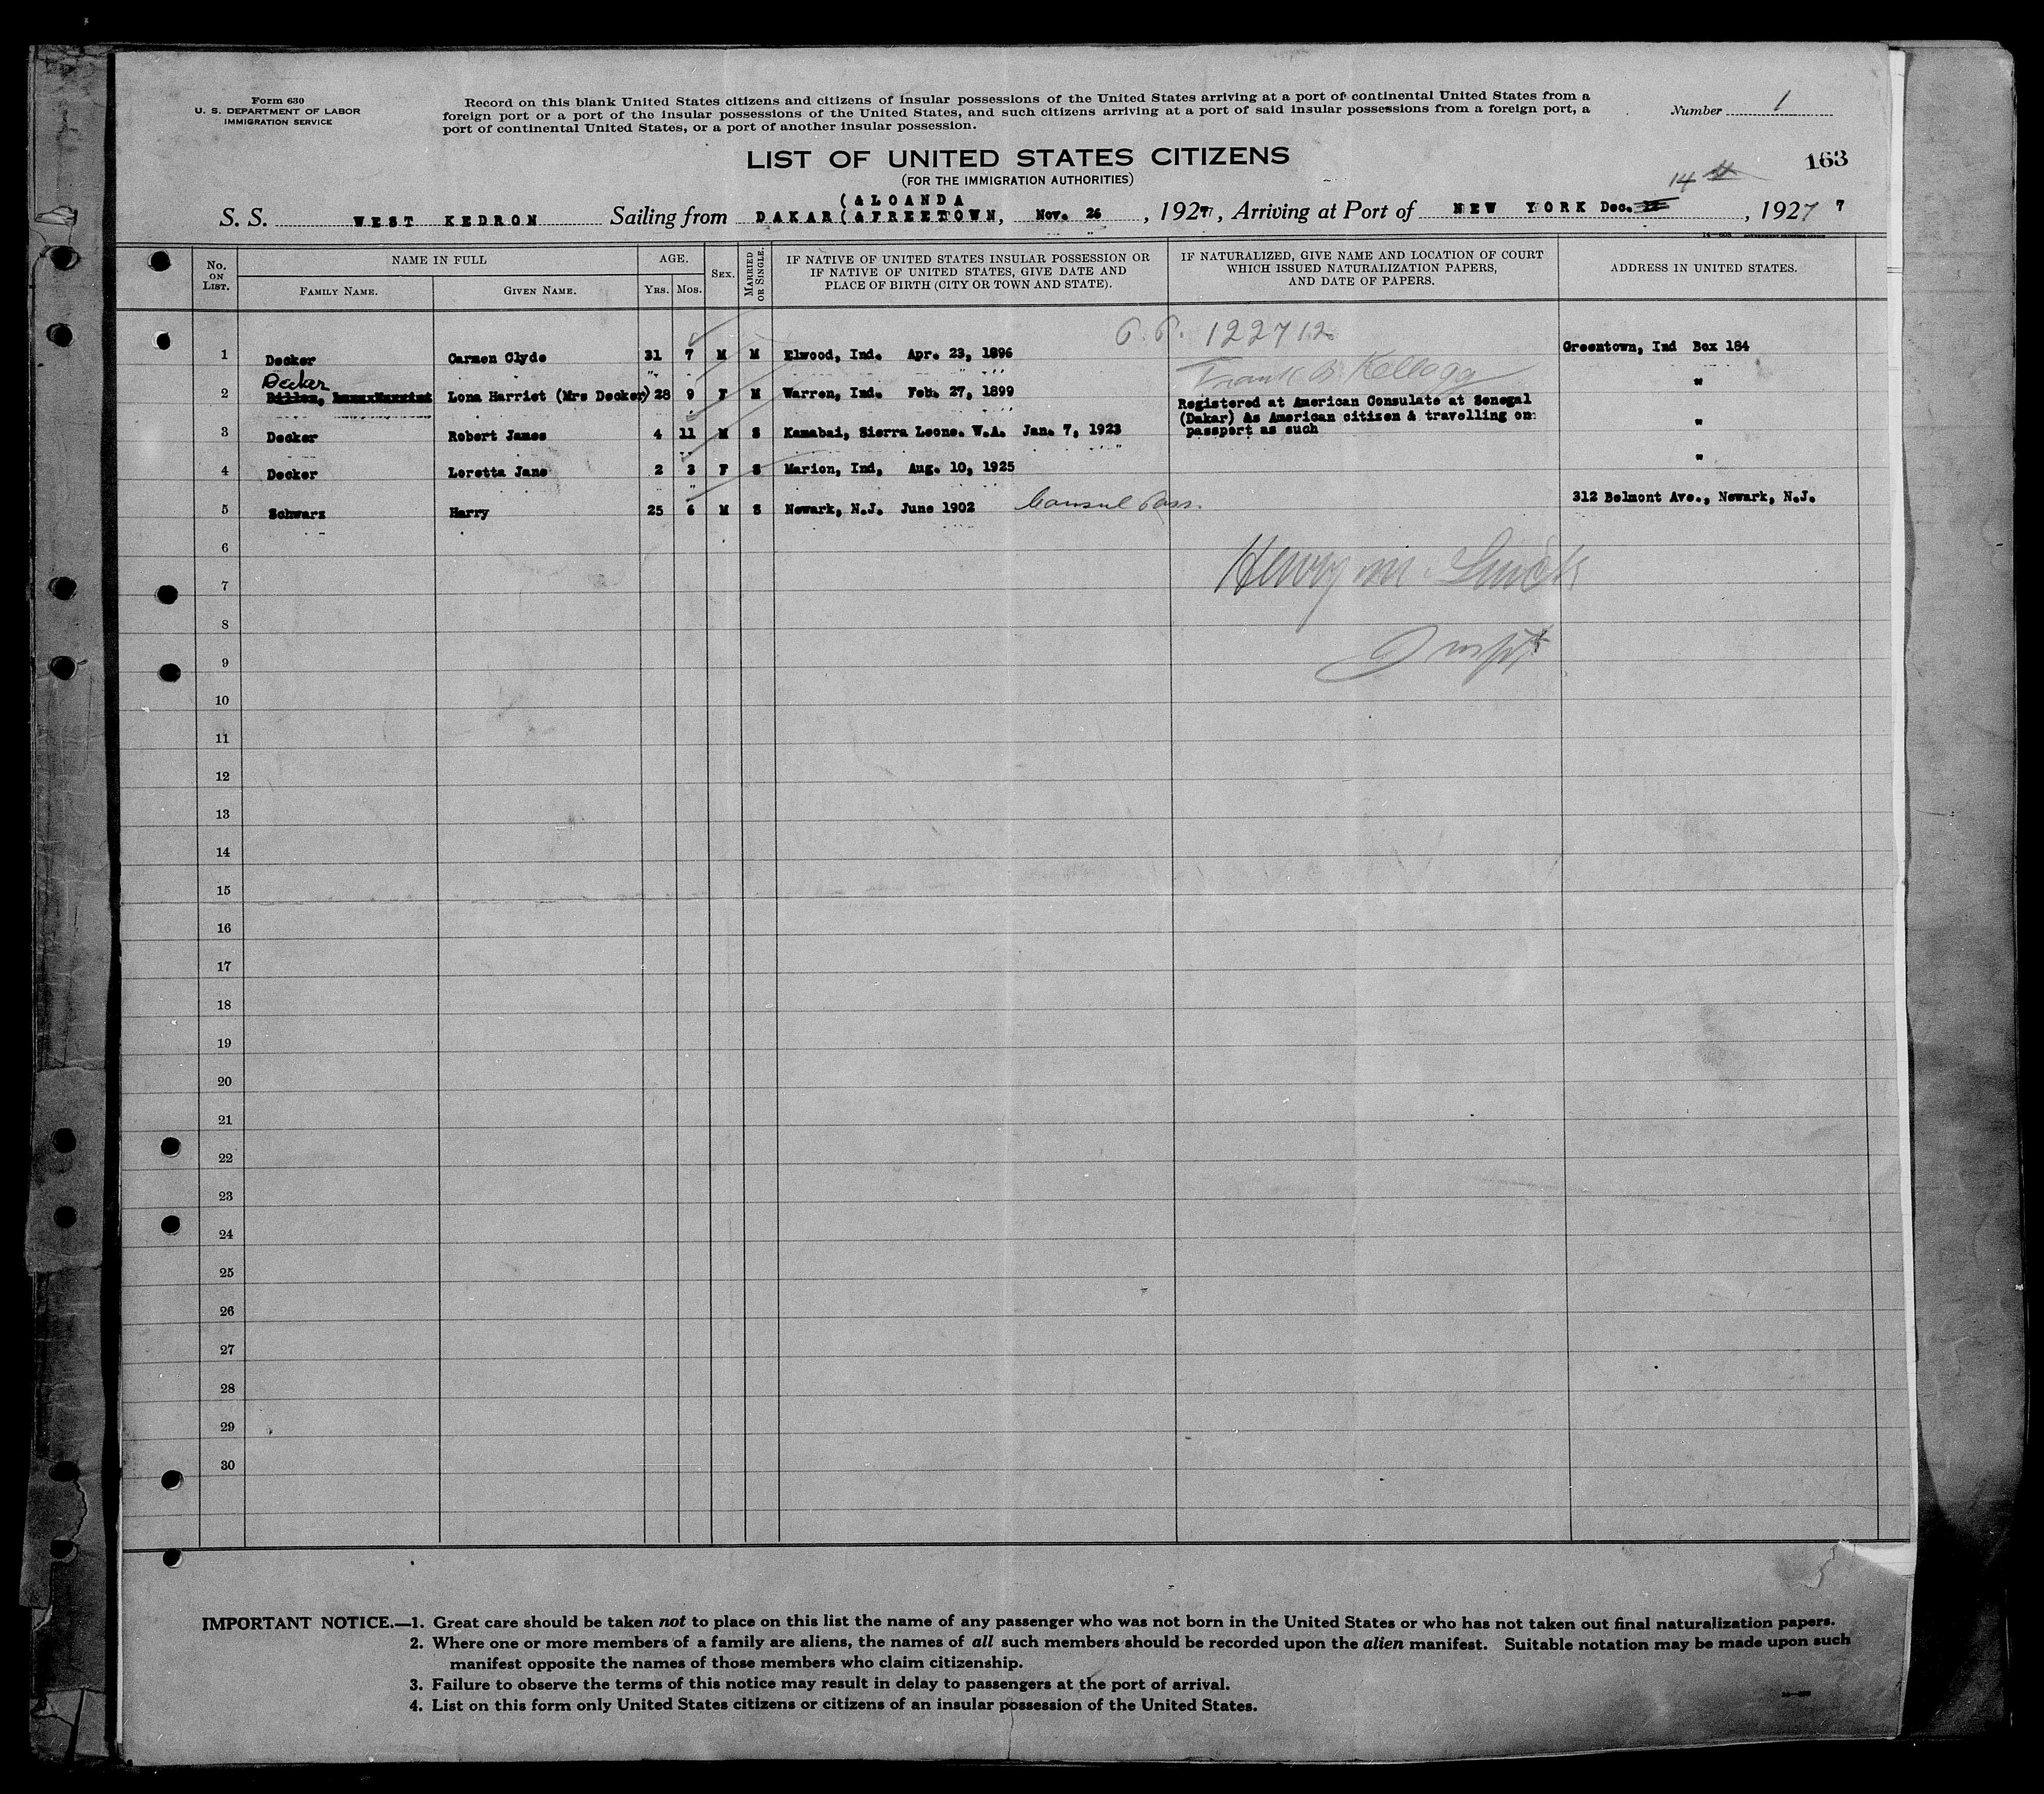 Form 630
U. S. DEPARTMENT OF LABOR
IMMIGRATION SERVICE
Record on this blank United States citizens and citizens of insular possessions of the United States arriving at a port of continental United States from a
foreign port or a port of the insular possessions of the United States, and such citizens arriving at a port of said insular possessions from a foreign port, a
port of continental United States, or a port of another insular possession.
Number 1
LIST OF UNITED STATES CITIZENS
(FOR THE IMMIGRATION AUTHORITIES)
163
14
(& LOANDA
S. S. WEST KEDRON Sailing from DAKAR (& FREETOWN, Nov. 26, 1927, Arriving at Port of NEW YORK Dec. , 1927 7
No. ON LIST. NAME IN FULL AGE. SEX. MARRIED OR SINGLE. IF NATIVE OF UNITED STATES INSULAR POSSESSION OR IF NATIVE OF UNITED STATES, GIVE DATE AND PLACE OF BIRTH (CITY OR TOWN AND STATE). IF NATURALIZED, GIVE NAME AND LOCATION OF COURT WHICH ISSUED NATURALIZATION PAPERS, AND DATE OF PAPERS. ADDRESS IN UNITED STATES.
FAMILY NAME. GIVEN NAME. YRS. MOS.
P. P. 122712
1 Decker Carmen Clyde 31 7 M M Elwood, Ind. Apr. 23, 1896 Greentown, Ind Box 184
Frank B. Kellogg
Decker
2 Lona Harriet (Mrs Decker) 28 9 F M Warren, Ind. Feb. 27, 1899 "
Registered at American Consulate at Senegal
(Dakar) As American citizen & travelling on
passport as such
3 Decker Robert James 4 11 M S Kamabai, Sierra Leone. W.A. Jan. 7, 1923 "
4 Decker Loretta Jane 2 3 F S Marion, Ind, Aug. 10, 1925 "
5 Schwarz Harry 25 6 M S Newark, N.J. June 1902 Consul Pass. 312 Belmont Ave., Newark, N.J.
6
Henry M.
7
8
Inspt
9
10
11
12
13
14
15
16
17
18
19
20
21
22
23
24
25
26
27
28
29
30
IMPORTANT NOTICE.—1. Great care should be taken not to place on this list the name of any passenger who was not born in the United States or who has not taken out final naturalization papers.
2. Where one or more members of a family are aliens, the names of all such members should be recorded upon the alien manifest. Suitable notation may be made upon such
manifest opposite the names of those members who claim citizenship.
3. Failure to observe the terms of this notice may result in delay to passengers at the port of arrival.
4. List on this form only United States citizens or citizens of an insular possession of the United States.